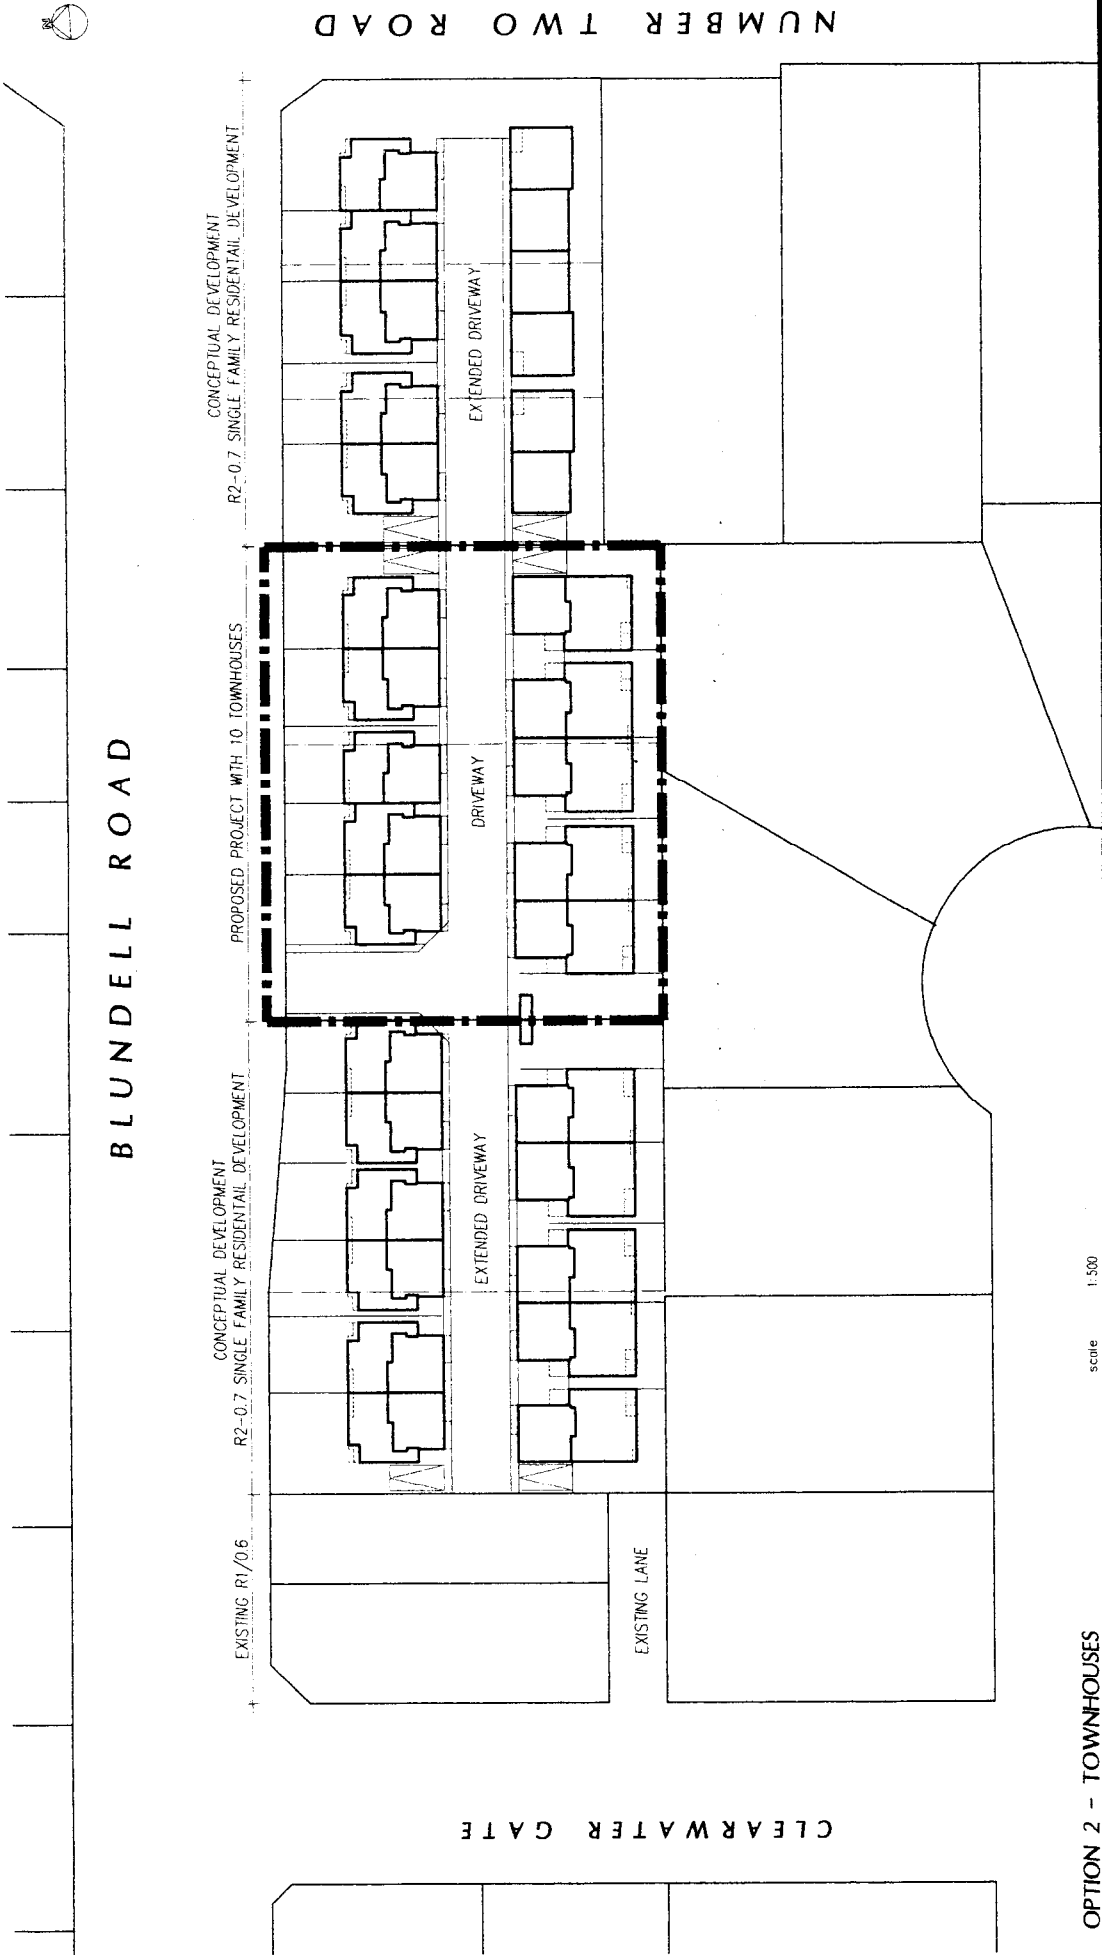 BLUNDELL ROAD
EXISTING R1/0.6
CONCEPTUAL DEVELOPMENT
R2-0.7 SINGLE FAMILY RESIDENTAIL DEVELOPMENT
PROPOSED PROJECT WITH 10 TOWNHOUSES
CONCEPTUAL DEVELOPMENT
R2-0.7 SINGLE FAMILY RESIDENTAIL DEVELOPMENT
EXTENDED DRIVEWAY
DRIVEWAY
EXTENDED DRIVEWAY
EXISTING LANE
CLEARWATER GATE
NUMBER TWO ROAD
OPTION 2 - TOWNHOUSES
scale 1:500